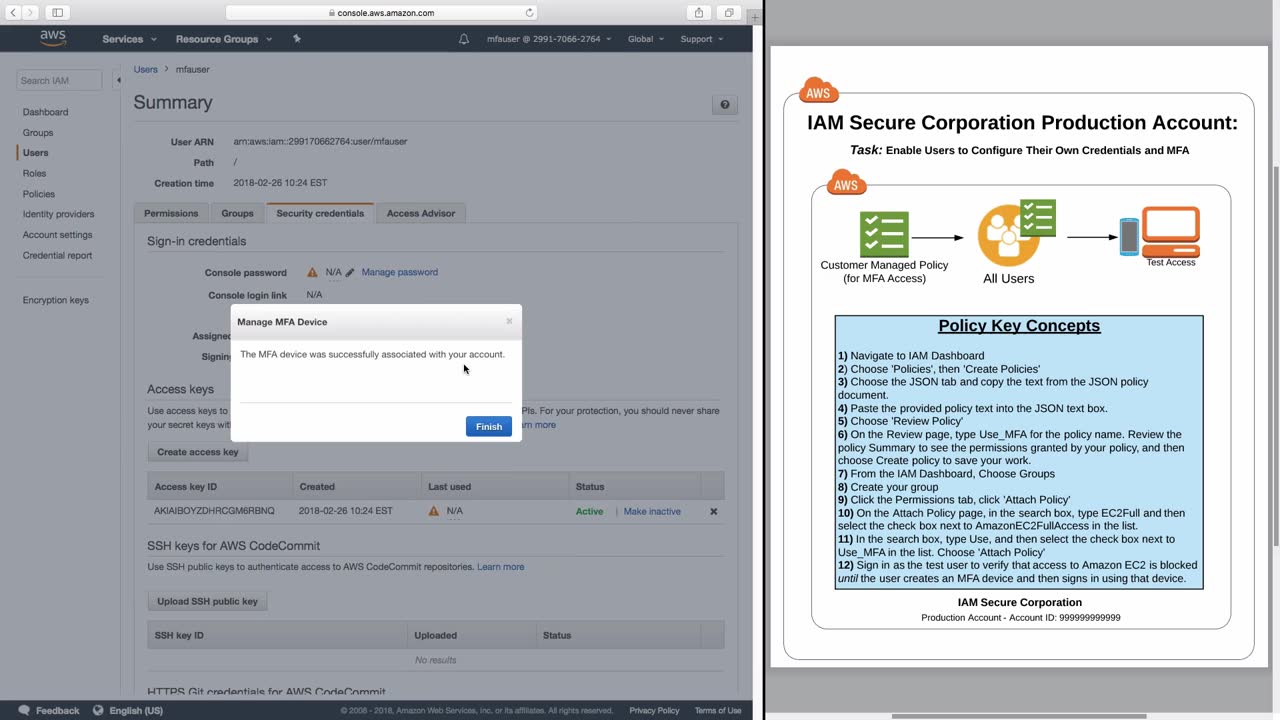 console.aws.amazon.com
aws
Services
Resource Groups
mfauser @ 2991-7066-2764
Global
Support
Search IAM
Dashboard
Groups
Users
Roles
Policies
Identity providers
Account settings
Credential report
Encryption keys
Users > mfauser
Summary
User ARN arn:aws:iam::299170662764:user/mfauser
Path /
Creation time 2018-02-26 10:24 EST
Permissions
Groups
Security credentials
Access Advisor
Sign-in credentials
Console password N/A Manage password
Console login link N/A
Assigned
Signin
Manage MFA Device
The MFA device was successfully associated with your account.
Finish
Access keys
Use access keys to PIs. For your protection, you should never share
your secret keys with arn more
Create access key
Access key ID Created Last used Status
AKIAIBOYZDHRCGM6RBNQ 2018-02-26 10:24 EST N/A Active | Make inactive
SSH keys for AWS CodeCommit
Use SSH public keys to authenticate access to AWS CodeCommit repositories. Learn more
Upload SSH public key
SSH key ID Uploaded Status
No results
HTTPS Git credentials for AWS CodeCommit
Feedback
English (US)
© 2008 - 2018, Amazon Web Services, Inc. or its affiliates. All rights reserved.
Privacy Policy
Terms of Use
AWS
IAM Secure Corporation Production Account:
Task: Enable Users to Configure Their Own Credentials and MFA
AWS
Customer Managed Policy
(for MFA Access)
All Users
Test Access
Policy Key Concepts
1) Navigate to IAM Dashboard
2) Choose 'Policies', then 'Create Policies'
3) Choose the JSON tab and copy the text from the JSON policy
document.
4) Paste the provided policy text into the JSON text box.
5) Choose 'Review Policy'
6) On the Review page, type Use_MFA for the policy name. Review the
policy Summary to see the permissions granted by your policy, and then
choose Create policy to save your work.
7) From the IAM Dashboard, Choose Groups
8) Create your group
9) Click the Permissions tab, click 'Attach Policy'
10) On the Attach Policy page, in the search box, type EC2Full and then
select the check box next to AmazonEC2FullAccess in the list.
11) In the search box, type Use, and then select the check box next to
Use_MFA in the list. Choose 'Attach Policy'
12) Sign in as the test user to verify that access to Amazon EC2 is blocked
until the user creates an MFA device and then signs in using that device.
IAM Secure Corporation
Production Account - Account ID: 999999999999